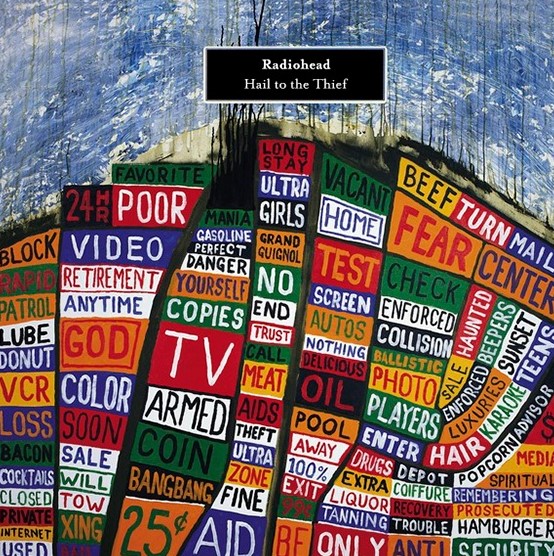 Radiohead
Hail to the Thief
FAVORITE
24HR
POOR
BLOCK
VIDEO
RAPID
RETIREMENT
PATROL
ANYTIME
LUBE
GOD
DONUT
VCR
COLOR
LOSS
SOON
BACON
SALE
COCKTAILS
WILL
CLOSED
TOW
PRIVATE
XING
INTERNET
USED
MANIA
GASOLINE
PERFECT
DANGER
YOURSELF
COPIES
TV
ARMED
COIN
BANGBANG
25¢
LONG
STAY
ULTRA
GIRLS
GRAND
GUIGNOL
NO
END
TRUST
CALL
MEAT
AIDS
THEFT
ULTRA
ZONE
FINE
AID
VACANT
HOME
TEST
SCREEN
AUTOS
NOTHING
DELICIOUS
OIL
POOL
AWAY
100%
EXIT
99¢
BE
BEEF
TURN
MAIL
FEAR
CENTER
CHECK
ENFORCED
COLLISION
BALLISTIC
PHOTO
PLAYERS
ENTER
HAIR
POPCORN
ADVISOR
SALE
HAUNTED
ENFORCED
BEEPERS
LUXURIES
SUNSET
KARAOKE
TEENS
DRUGS
DEPOT
MEDIA
EXTRA
COIFFURE
SPIRITUAL
LIQUOR
RECOVERY
REMEMBERING
TANNING
TROUBLE
PROSECUTED
HAMBURGER
ONLY
ANTI
SECURITY